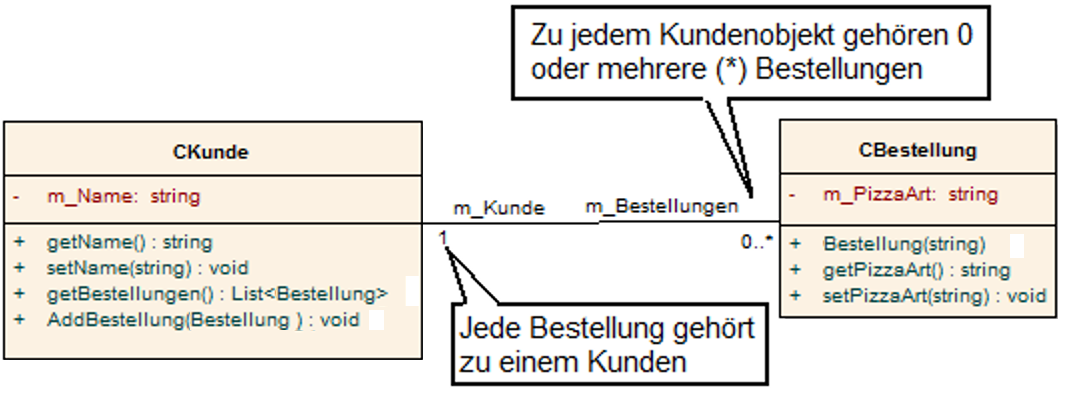 Zu jedem Kundenobjekt gehören 0
oder mehrere (*) Bestellungen
CKunde
- m_Name: string
+ getName() : string
+ setName(string) : void
+ getBestellungen() : List<Bestellung>
+ AddBestellung(Bestellung ) : void
m_Kunde
1
m_Bestellungen
0..*
Jede Bestellung gehört
zu einem Kunden
CBestellung
- m_PizzaArt: string
+ Bestellung(string)
+ getPizzaArt() : string
+ setPizzaArt(string) : void